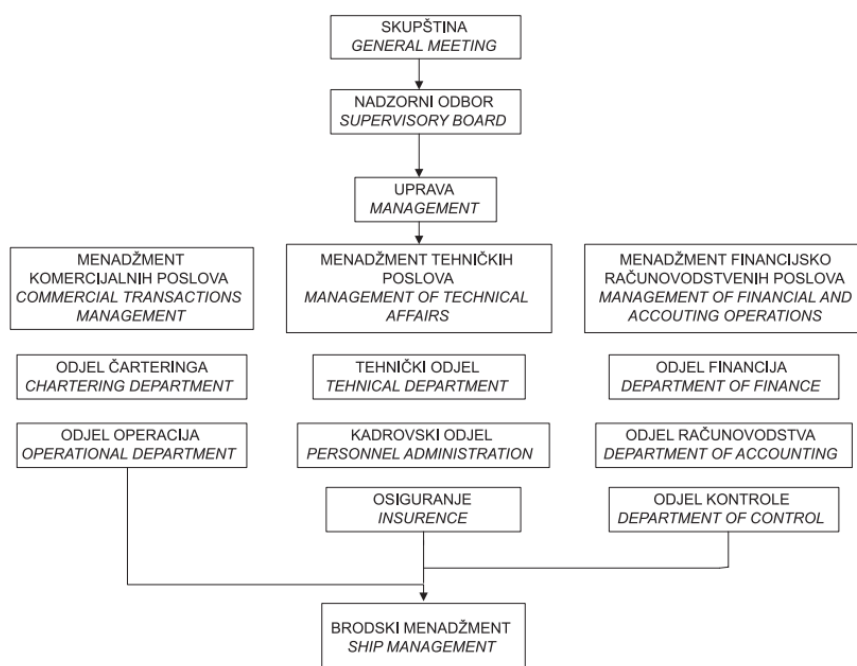 SKUPŠTINA
GENERAL MEETING
NADZORNI ODBOR
SUPERVISORY BOARD
UPRAVA
MANAGEMENT
MENADŽMENT
KOMERCIJALNIH POSLOVA
COMMERCIAL TRANSACTIONS
MANAGEMENT
MENADŽMENT TEHNIČKIH
POSLOVA
MANAGEMENT OF TECHNICAL
AFFAIRS
MENADŽMENT FINANCIJSKO
RAČUNOVODSTVENIH POSLOVA
MANAGEMENT OF FINANCIAL AND
ACCOUTING OPERATIONS
ODJEL ČARTERINGA
CHARTERING DEPARTMENT
TEHNIČKI ODJEL
TEHNICAL DEPARTMENT
ODJEL FINANCIJA
DEPARTMENT OF FINANCE
ODJEL OPERACIJA
OPERATIONAL DEPARTMENT
KADROVSKI ODJEL
PERSONNEL ADMINISTRATION
ODJEL RAČUNOVODSTVA
DEPARTMENT OF ACCOUNTING
OSIGURANJE
INSURENCE
ODJEL KONTROLE
DEPARTMENT OF CONTROL
BRODSKI MENADŽMENT
SHIP MANAGEMENT